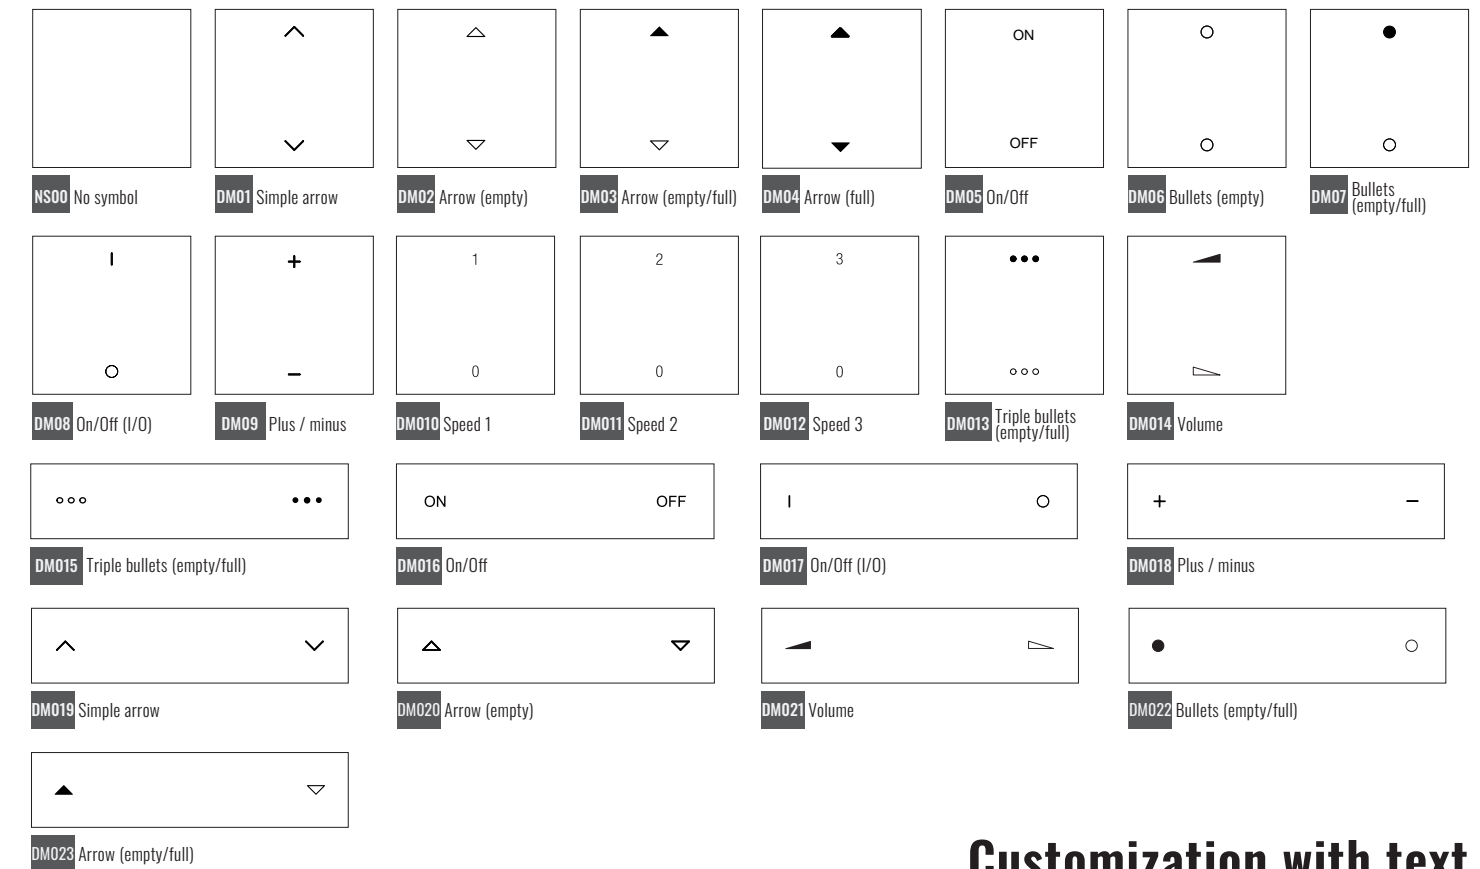 ON
OFF
NS00 No symbol
DM01 Simple arrow
DM02 Arrow (empty)
DM03 Arrow (empty/full)
DM04 Arrow (full)
DM05 On/Off
DM06 Bullets (empty)
DM07 Bullets
(empty/full)
I
O
+
−
1
0
2
0
3
0
DM08 On/Off (I/O)
DM09 Plus / minus
DM010 Speed 1
DM011 Speed 2
DM012 Speed 3
DM013 Triple bullets
(empty/full)
DM014 Volume
ON OFF
I O
+ −
DM015 Triple bullets (empty/full)
DM016 On/Off
DM017 On/Off (I/O)
DM018 Plus / minus
DM019 Simple arrow
DM020 Arrow (empty)
DM021 Volume
DM022 Bullets (empty/full)
DM023 Arrow (empty/full)
Customization with text